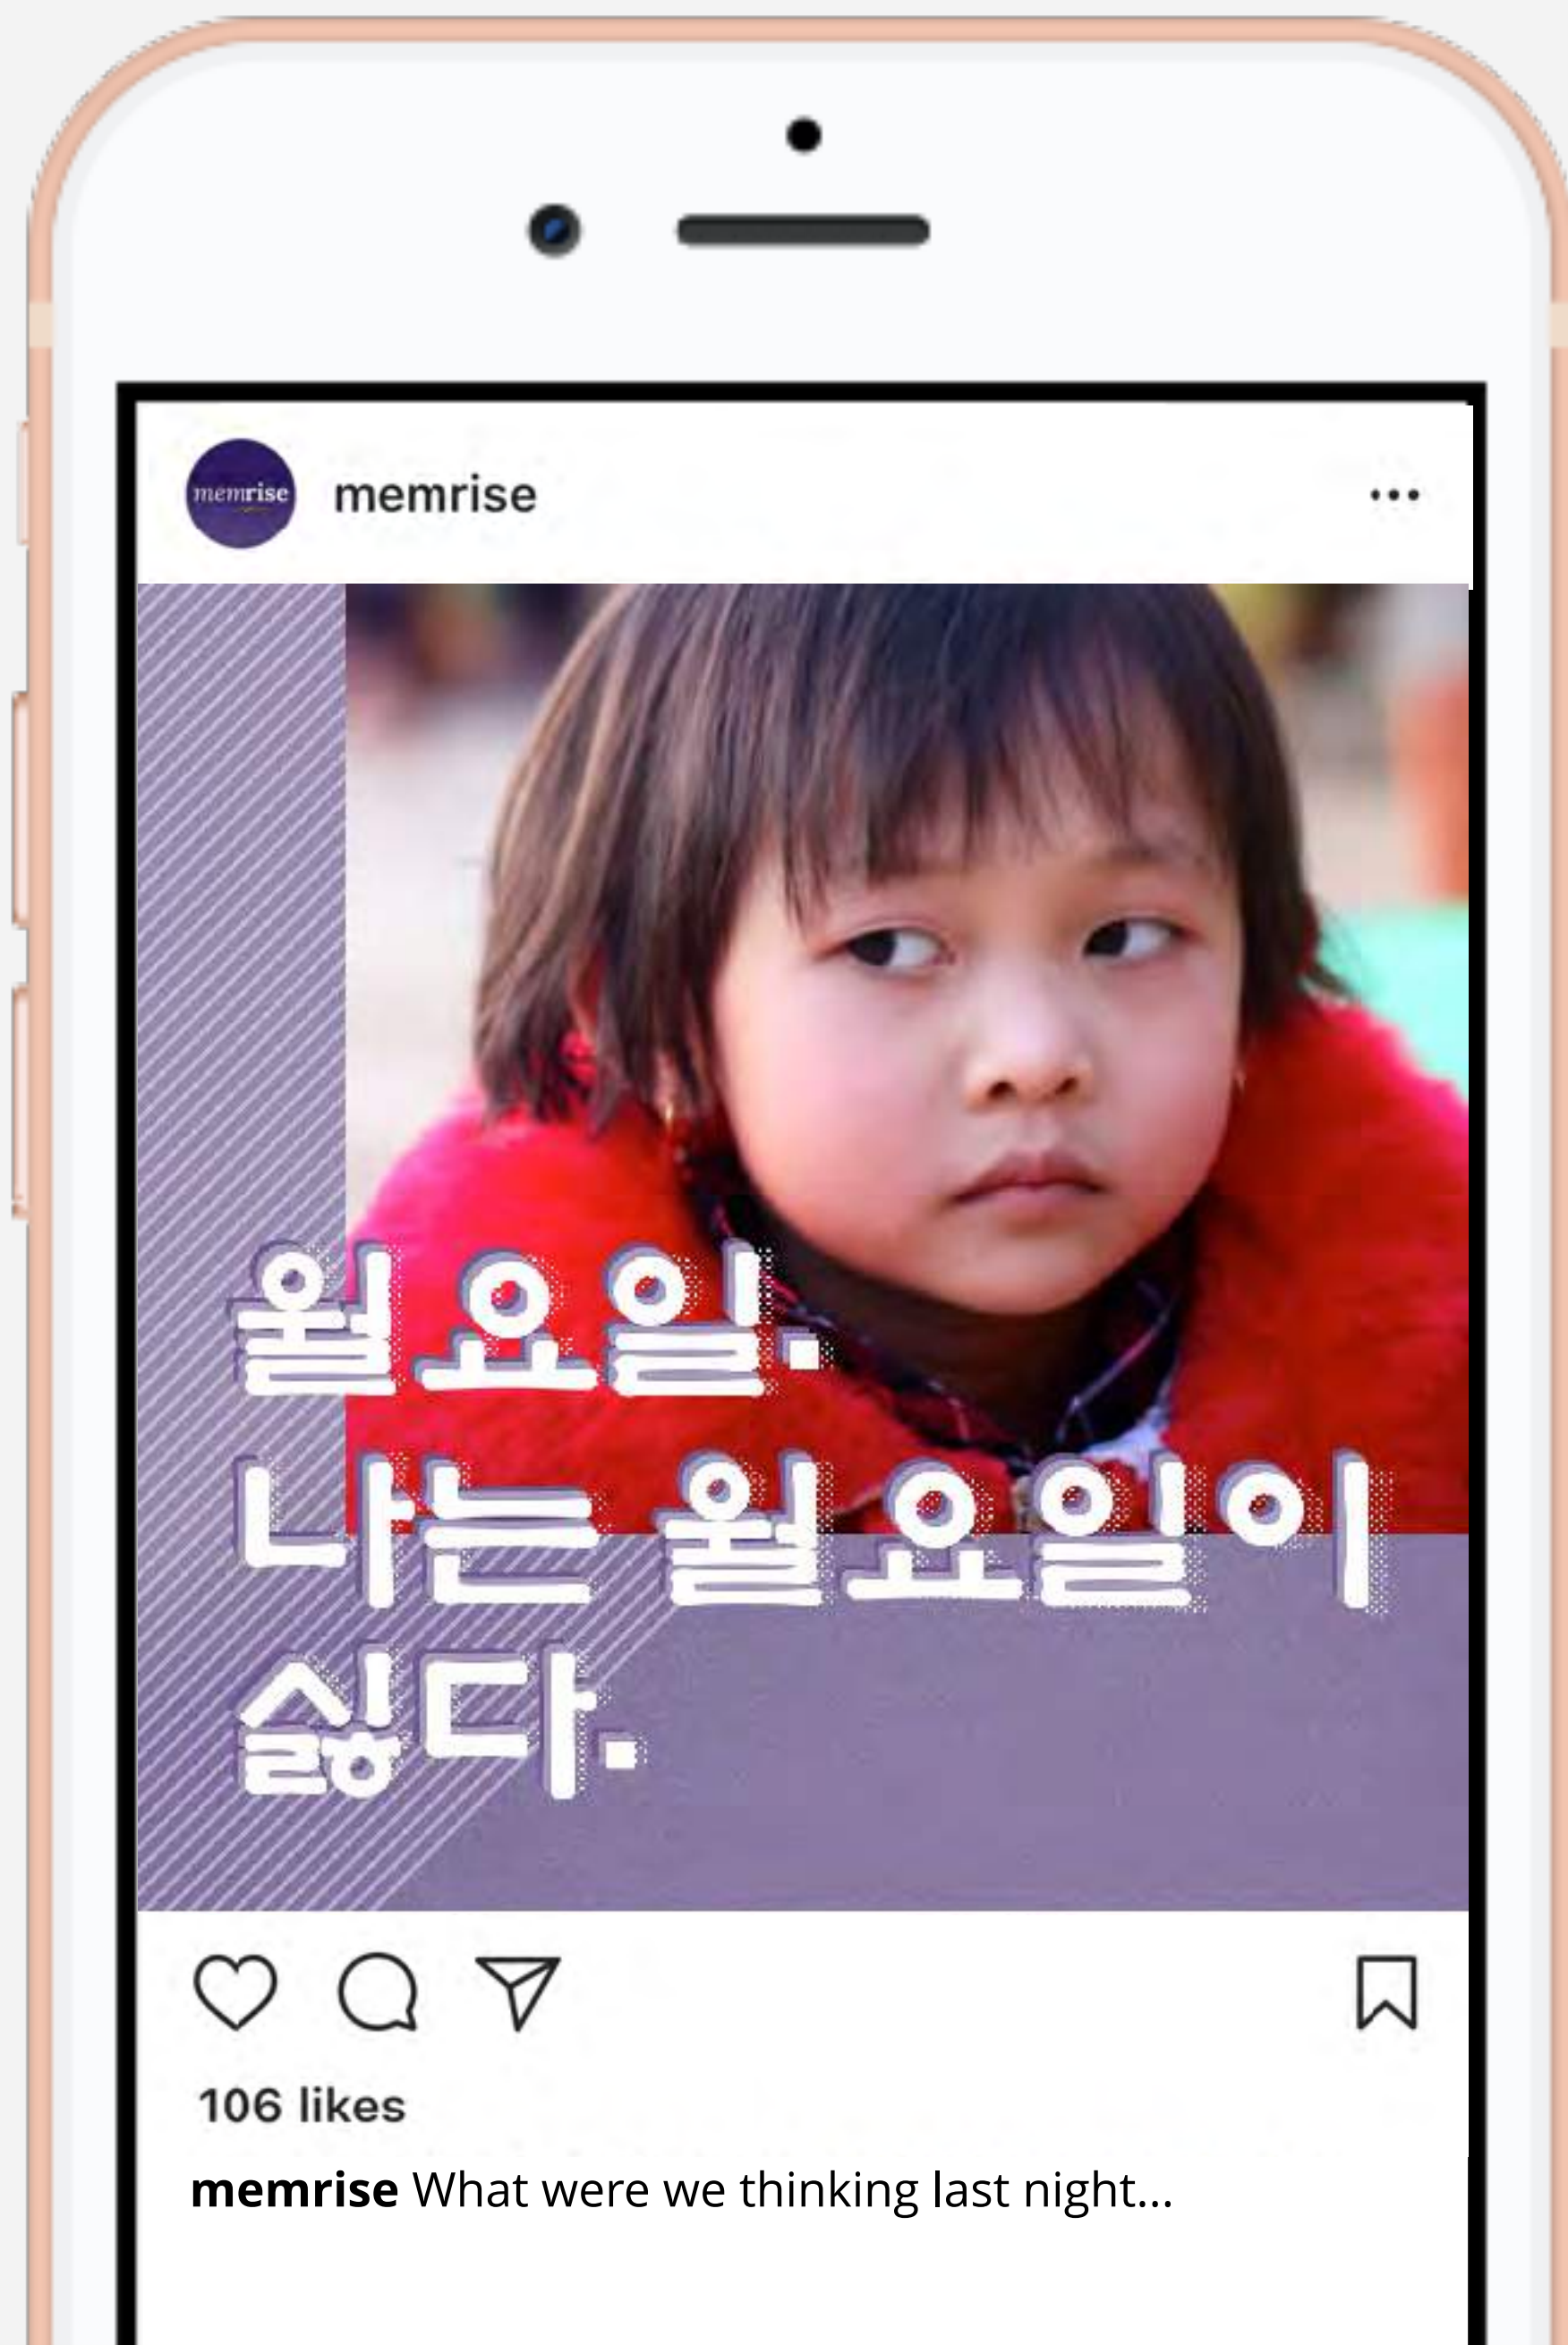 memrise
memrise
월요일.
나는 월요일이
싫다.
106 likes
memrise What were we thinking last night...